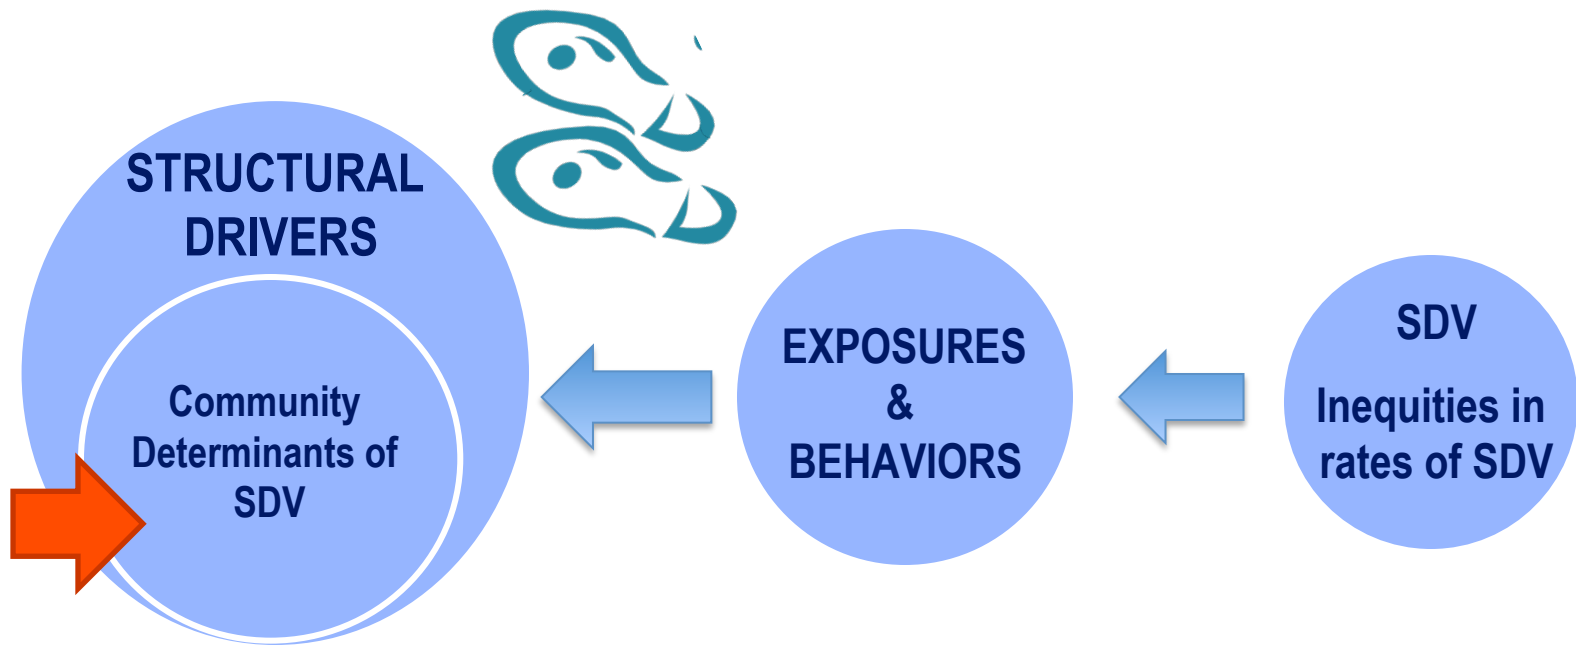 STRUCTURAL
DRIVERS
Community
Determinants of
SDV
EXPOSURES
&
BEHAVIORS
SDV
Inequities in
rates of SDV